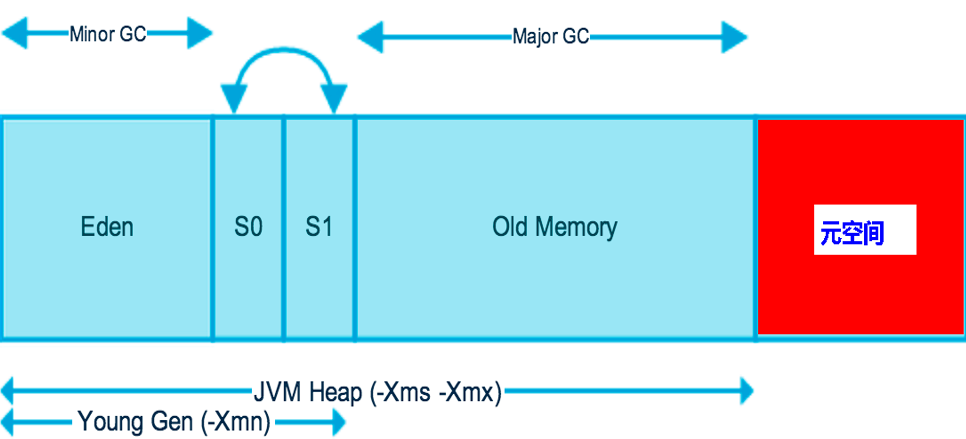 Minor GC
Major GC
Eden
S0
S1
Old Memory
元空间
JVM Heap (-Xms -Xmx)
Young Gen (-Xmn)